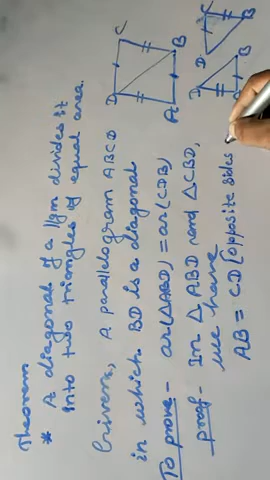 Theorem
* A diagonal of a ||gm divides it
into two triangles of equal area.
Given, A parallelogram ABCD
in which BD is a diagonal
To prove - ar(△ABD) = ar(CDB)
proof - In △ABD and △CBD,
we have
AB = CD (opposite sides
D C
A B
D C
B
D B
A